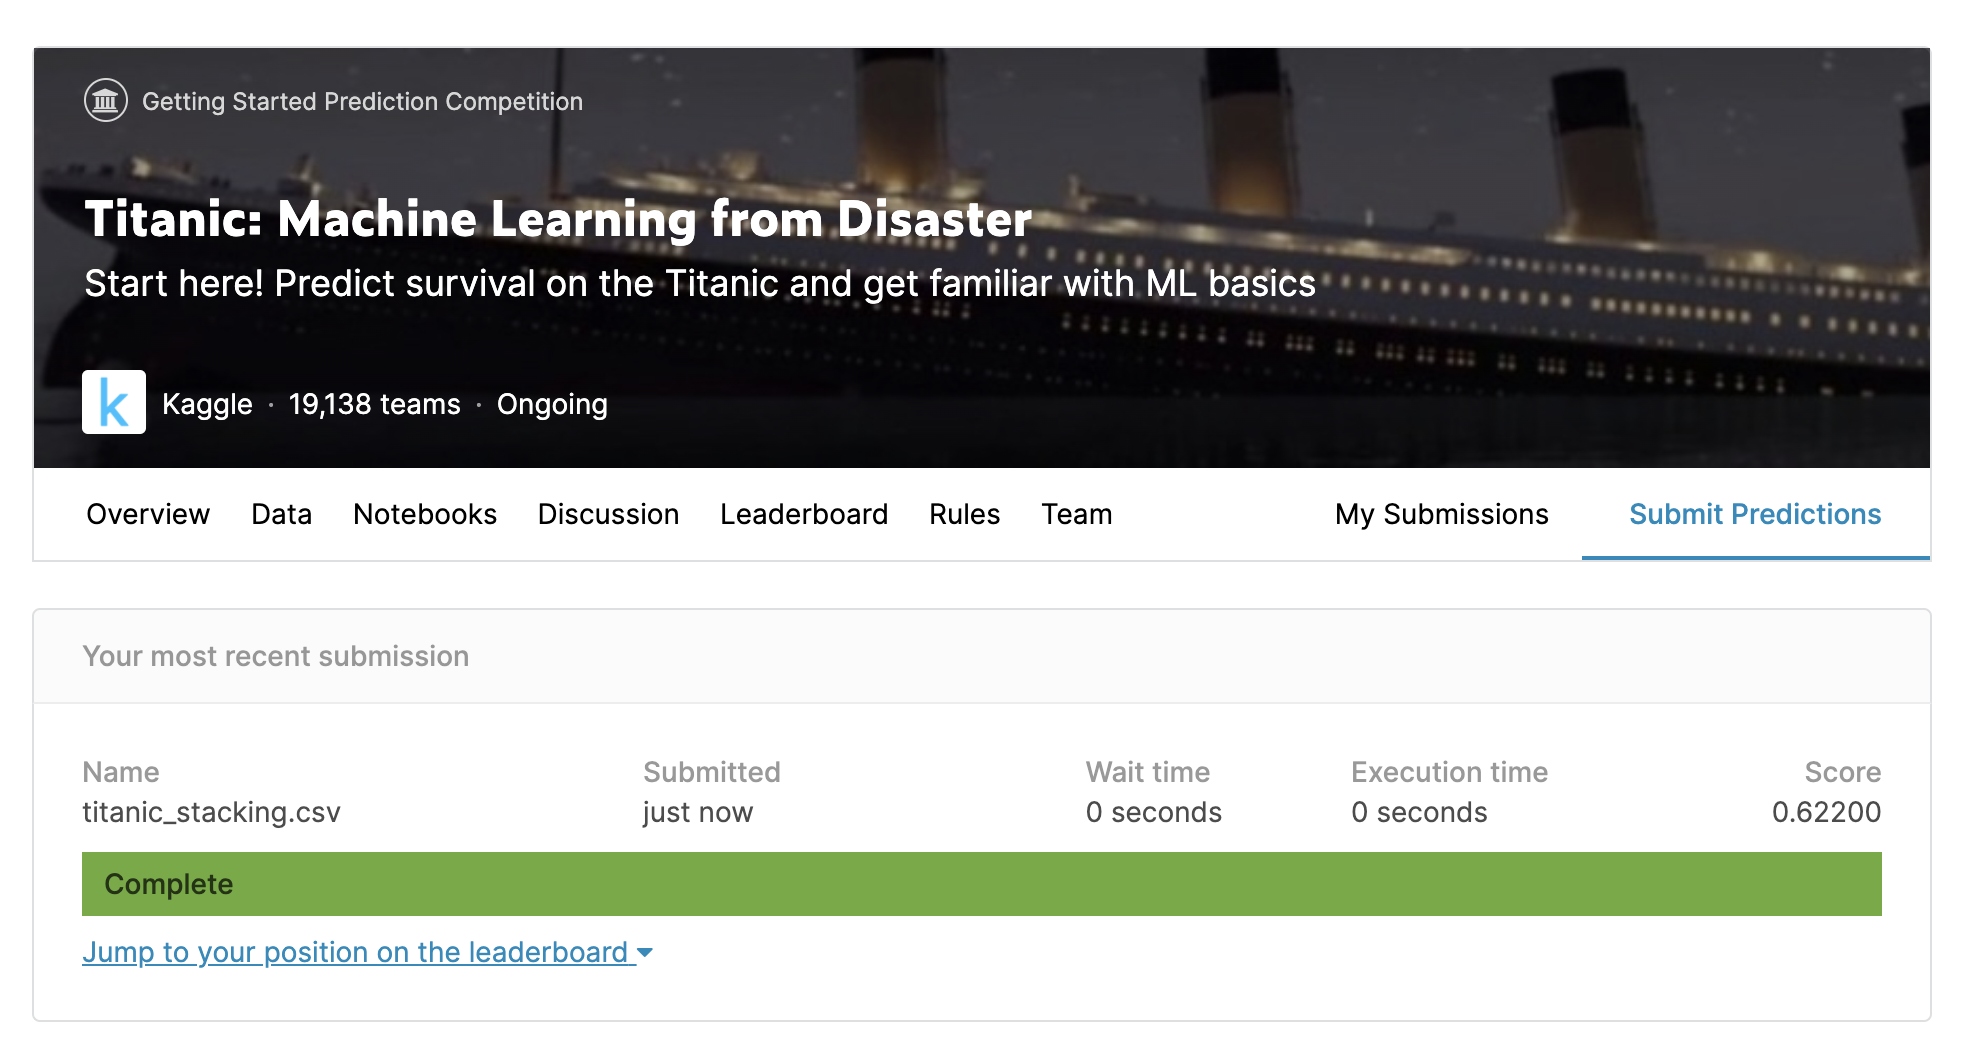 Getting Started Prediction Competition
Titanic: Machine Learning from Disaster
Start here! Predict survival on the Titanic and get familiar with ML basics
k Kaggle · 19,138 teams · Ongoing
Overview Data Notebooks Discussion Leaderboard Rules Team My Submissions Submit Predictions
Your most recent submission
Name Submitted Wait time Execution time Score
titanic_stacking.csv just now 0 seconds 0 seconds 0.62200
Complete
Jump to your position on the leaderboard